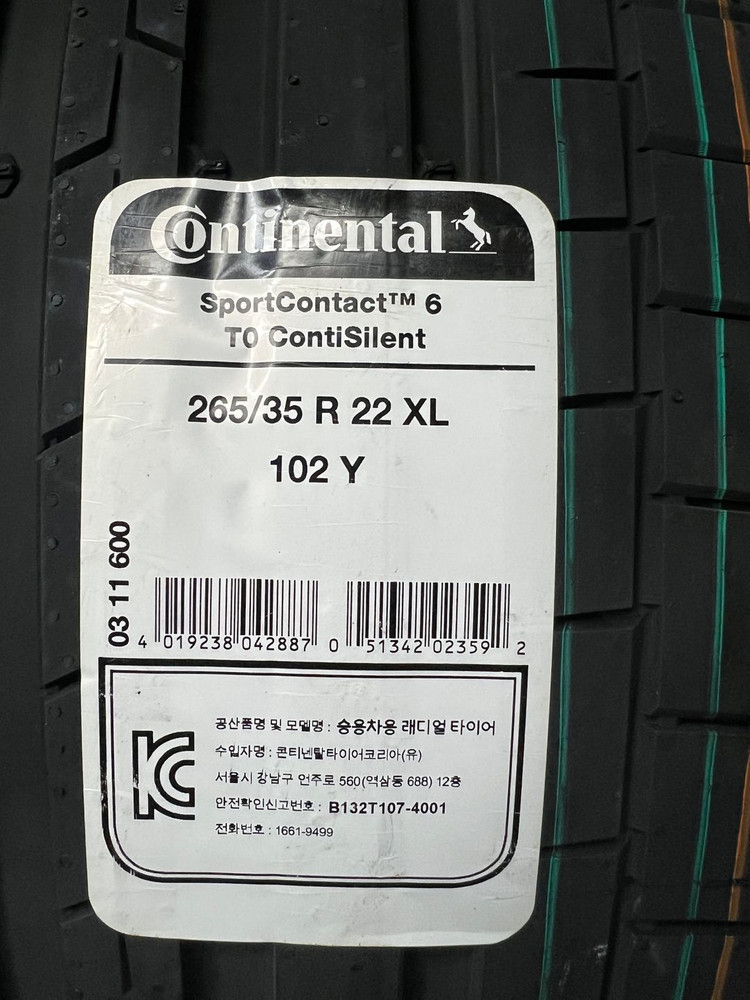 Continental
SportContact™ 6
T0 ContiSilent
265/35 R 22 XL
102 Y
03 11 600
4 019238 042887
0 51342 02359 2
공산품명 및 모델명 : 승용차용 래디얼 타이어
수입자명 : 콘티넨탈타이어코리아(유)
서울시 강남구 언주로 560(역삼동 688) 12층
안전확인신고번호 : B132T107-4001
전화번호 : 1661-9499